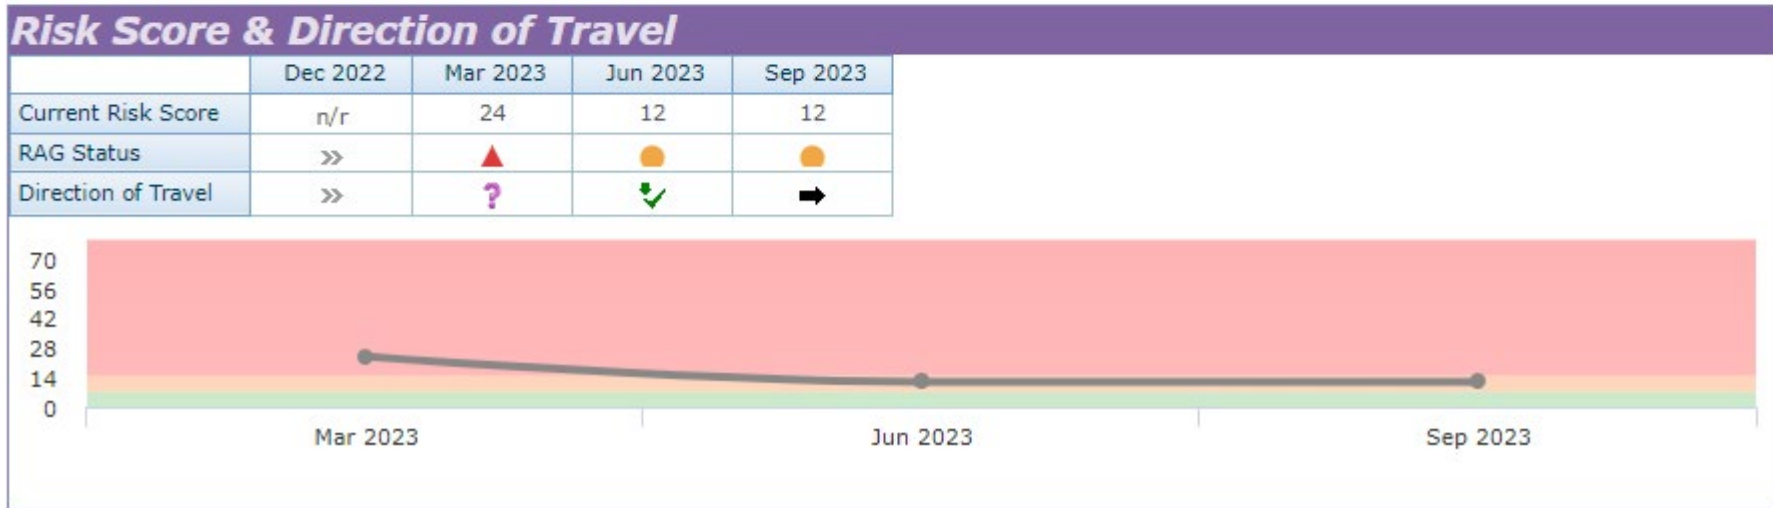 Risk Score & Direction of Travel
Dec 2022 Mar 2023 Jun 2023 Sep 2023
Current Risk Score n/r 24 12 12
RAG Status
Direction of Travel ?
70
56
42
28
14
0
Mar 2023 Jun 2023 Sep 2023